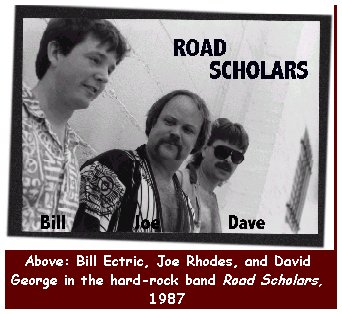 ROAD
SCHOLARS
Bill Joe Dave
Above: Bill Ectric, Joe Rhodes, and David
George in the hard-rock band Road Scholars,
1987